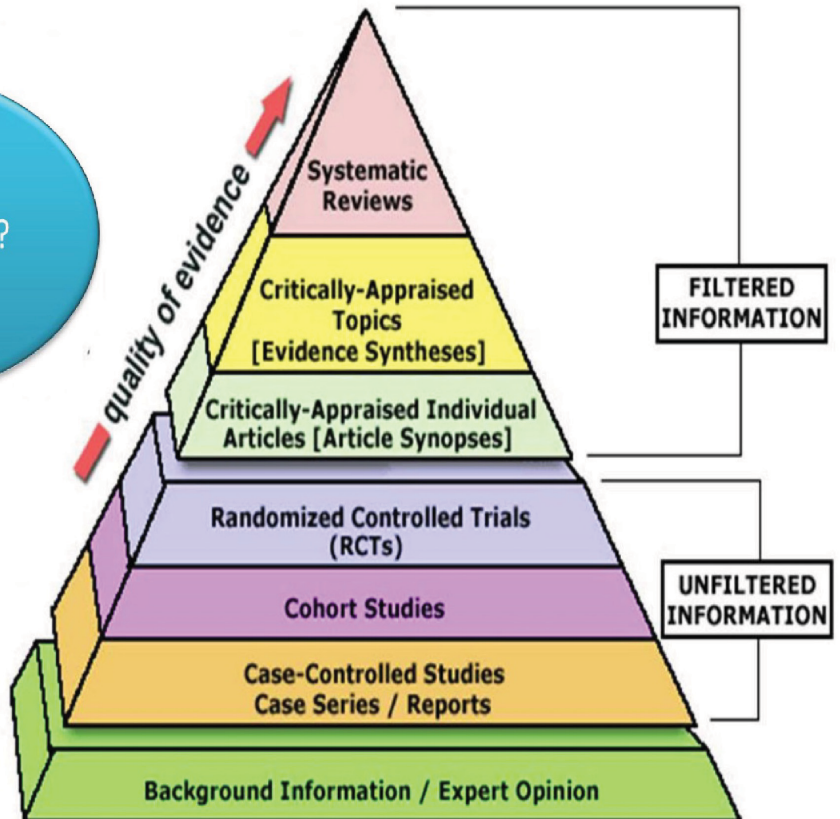 ?
quality of evidence
Systematic
Reviews
Critically-Appraised
Topics
[Evidence Syntheses]
Critically-Appraised Individual
Articles [Article Synopses]
FILTERED
INFORMATION
Randomized Controlled Trials
(RCTs)
Cohort Studies
Case-Controlled Studies
Case Series / Reports
UNFILTERED
INFORMATION
Background Information / Expert Opinion